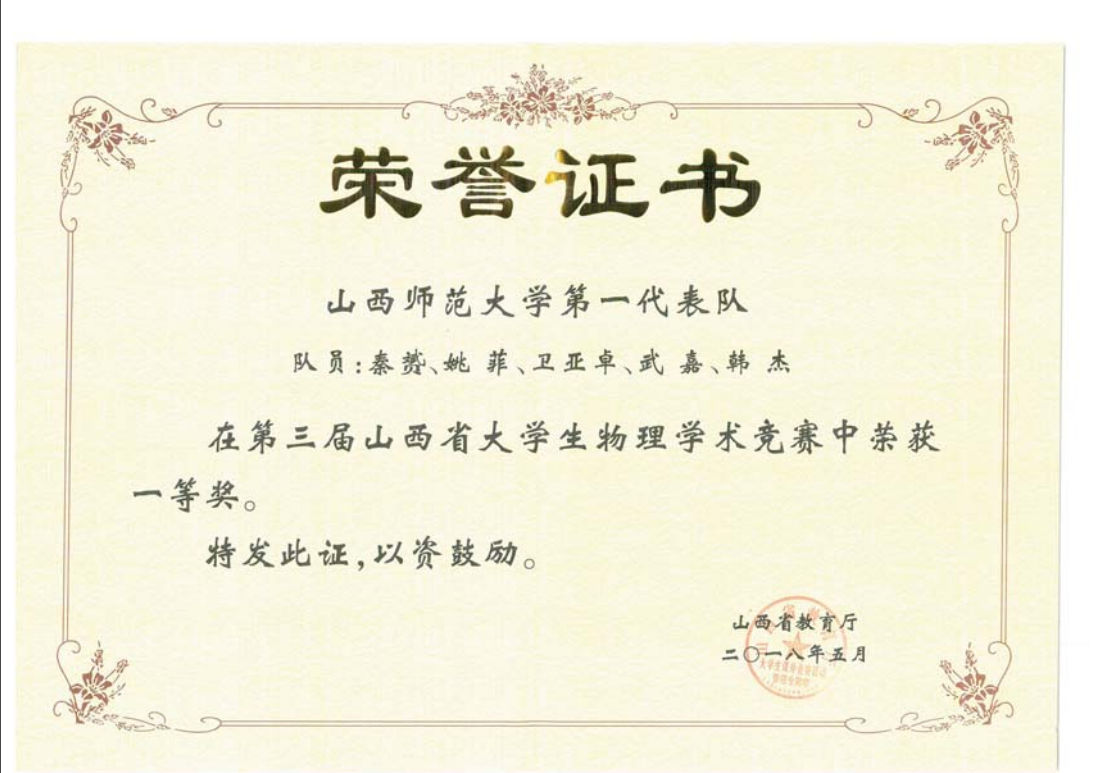 荣誉证书
山西师范大学第一代表队
队员:秦赟、姚 菲、卫亚卓、武 嘉、韩 杰
在第三届山西省大学生物理学术竞赛中荣获
一等奖。
特发此证,以资鼓励。
山西省教育厅
二〇一八年五月